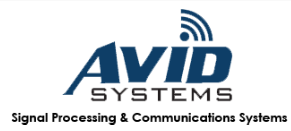 AVID
SYSTEMS
Signal Processing & Communications Systems